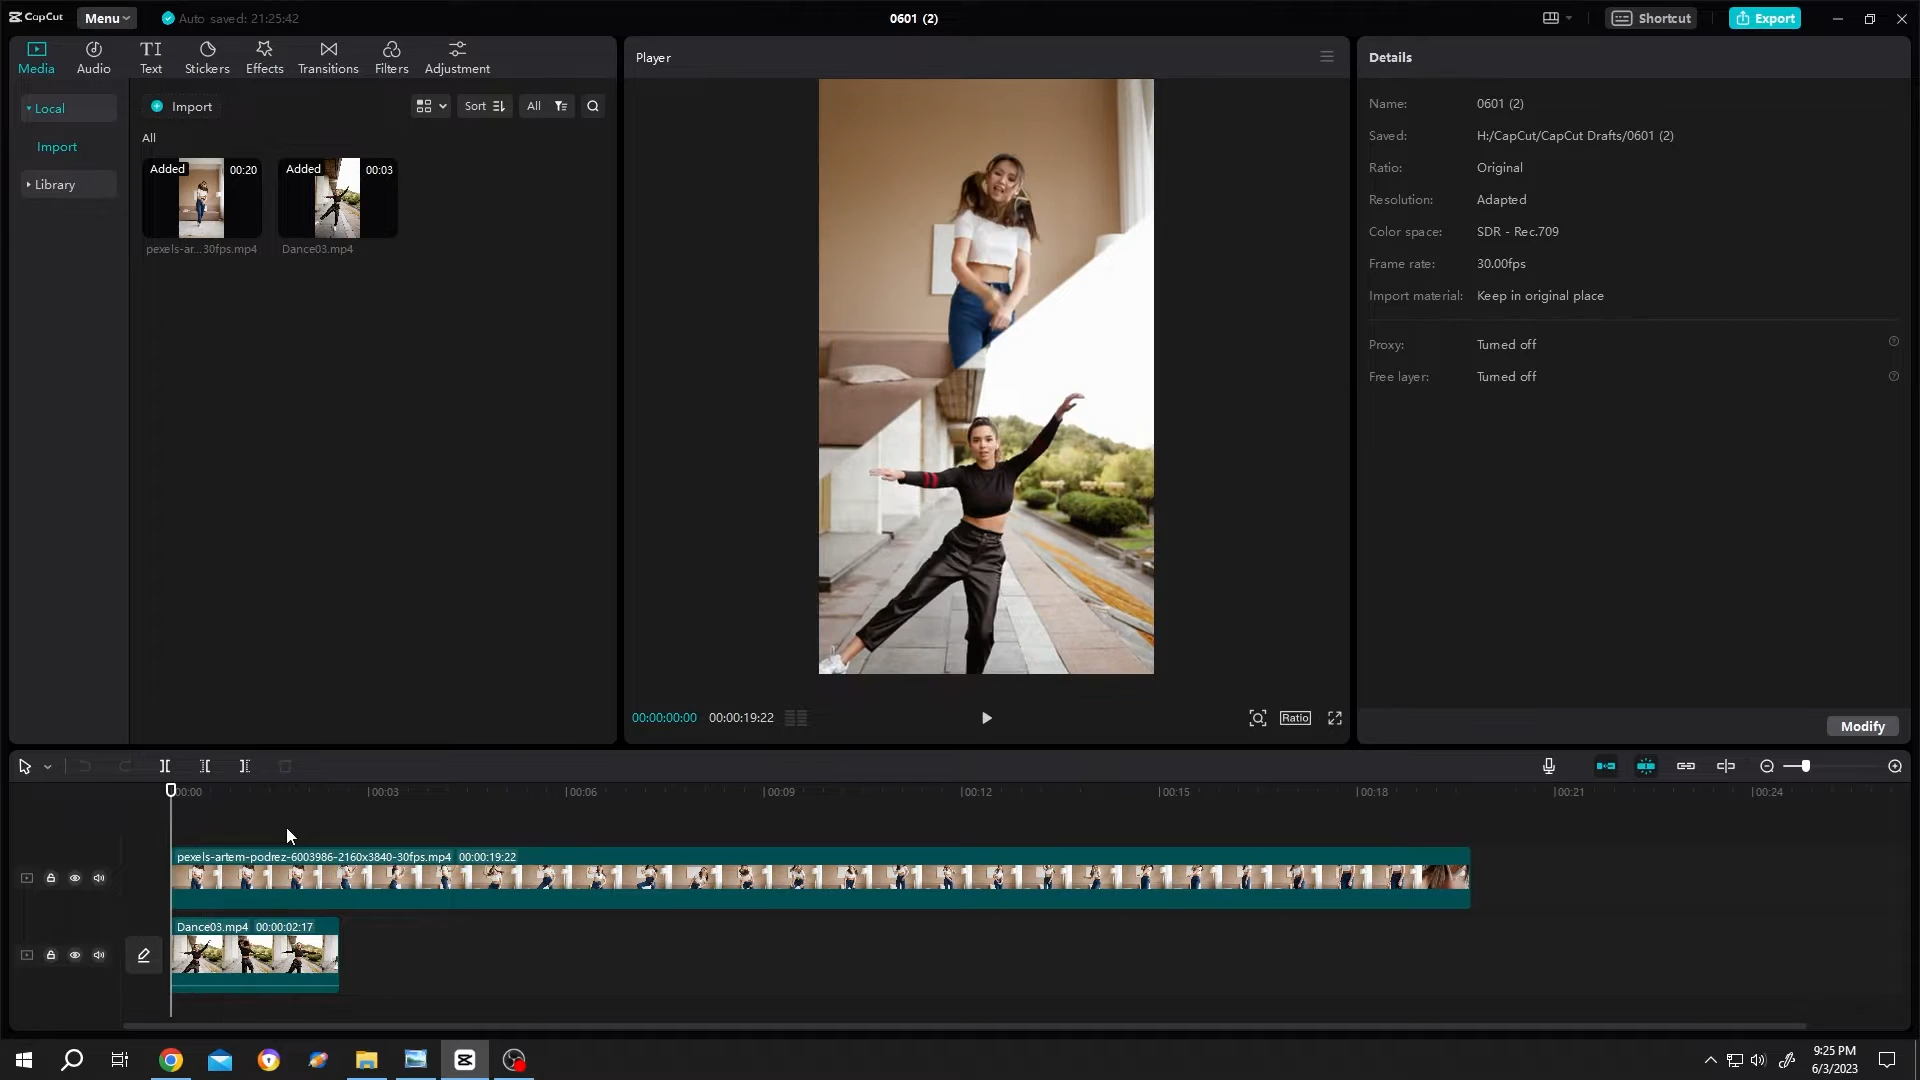 CapCut
Menu
Auto saved: 21:25:42
0601 (2)
Shortcut
Export
Media
Audio
TI
Text
Stickers
Effects
Transitions
Filters
Adjustment
Local
Import
Library
Import
Sort
All
All
Added
00:20
Added
00:03
pexels-ar...30fps.mp4
Dance03.mp4
Player
00:00:00:00
00:00:19:22
Ratio
Details
Name:
0601 (2)
Saved:
H:/CapCut/CapCut Drafts/0601 (2)
Ratio:
Original
Resolution:
Adapted
Color space:
SDR - Rec.709
Frame rate:
30.00fps
Import material:
Keep in original place
Proxy:
Turned off
Free layer:
Turned off
Modify
00:00
00:03
00:06
00:09
00:12
00:15
00:18
00:21
00:24
pexels-artem-podrez-6003986-2160x3840-30fps.mp4 00:00:19:22
Dance03.mp4 00:00:02:17
9:25 PM
6/3/2023